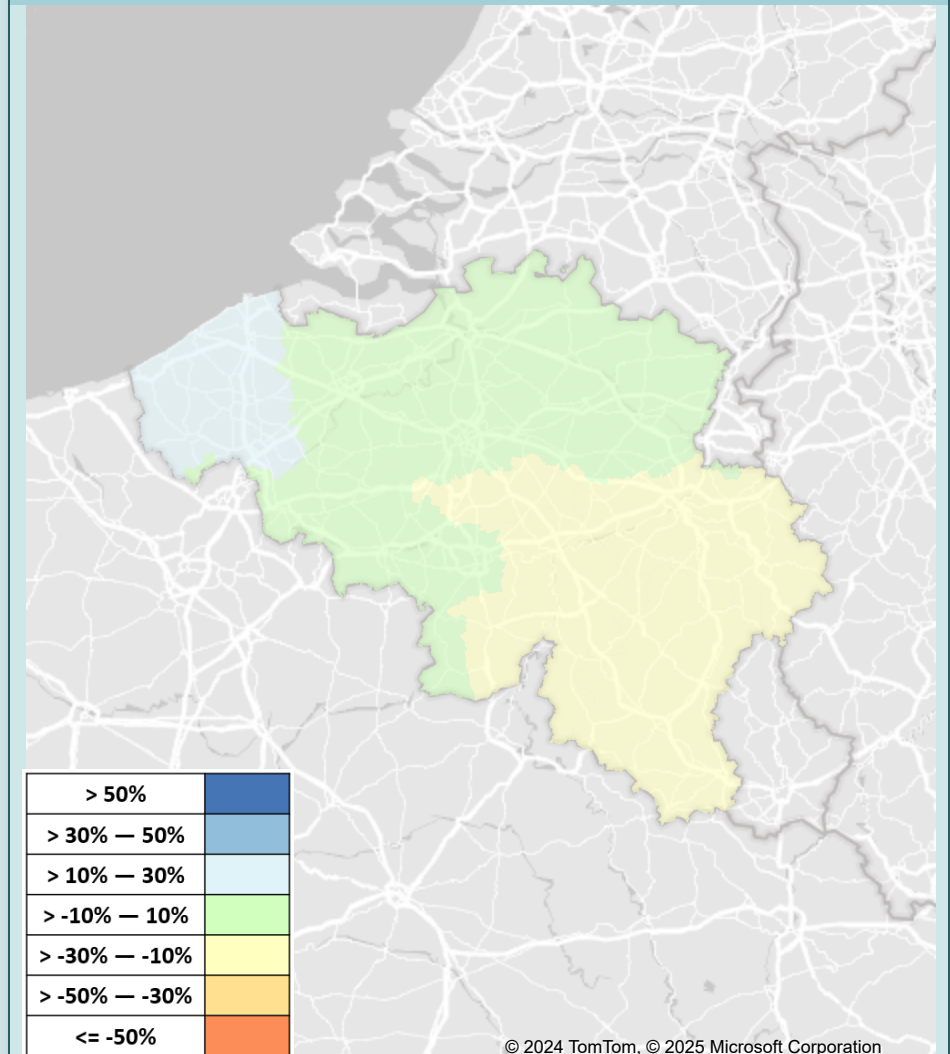 > 50%
> 30% — 50%
> 10% — 30%
> -10% — 10%
> -30% — -10%
> -50% — -30%
<= -50%
© 2024 TomTom, © 2025 Microsoft Corporation